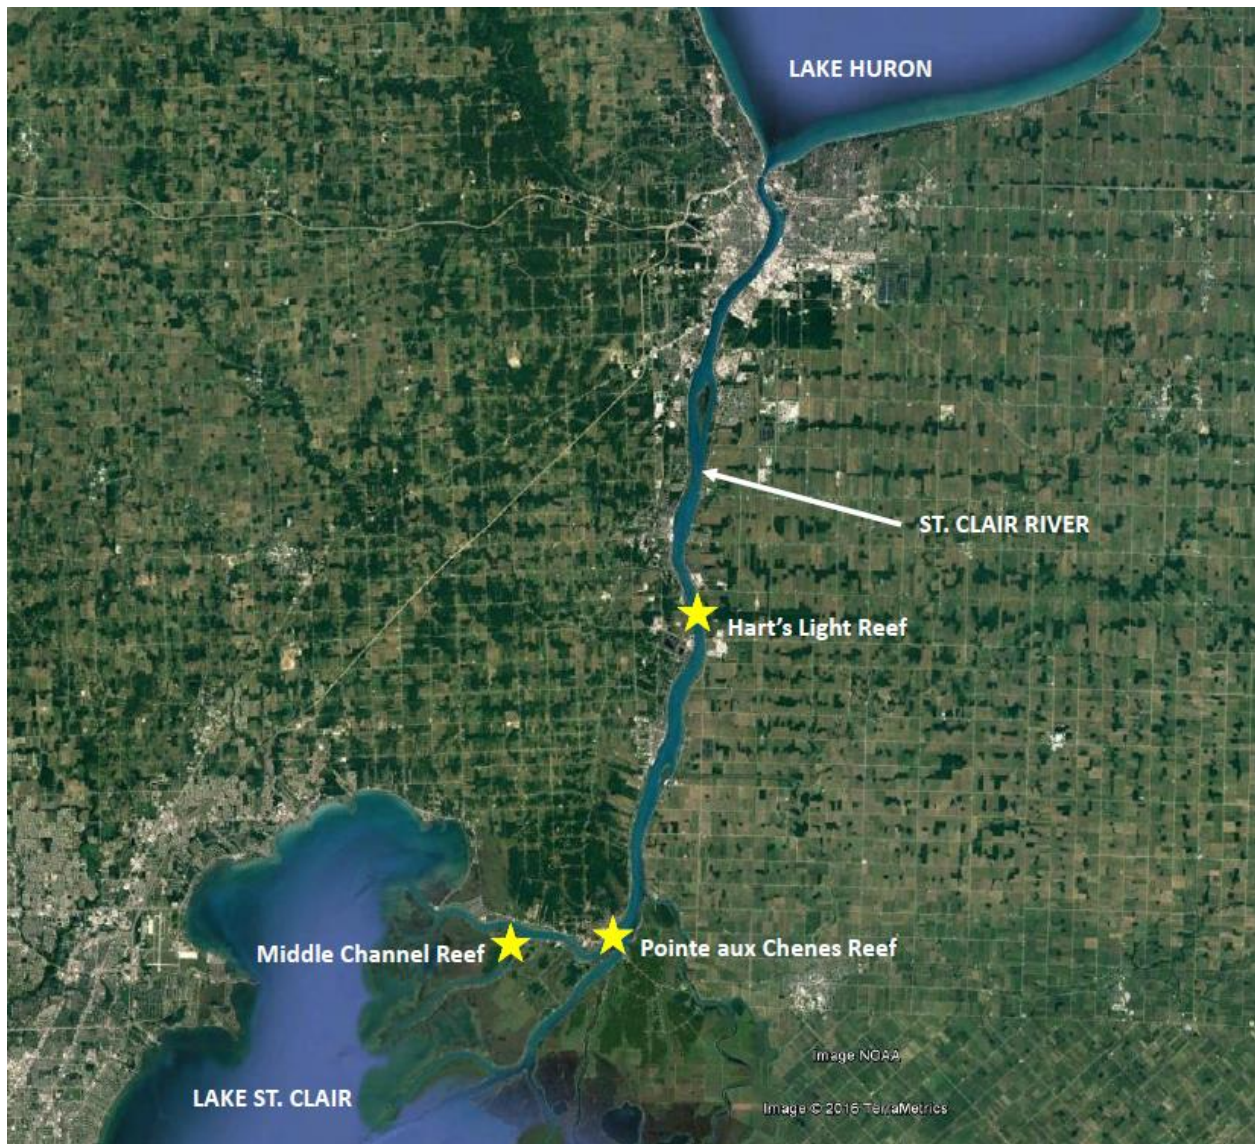 LAKE HURON
ST. CLAIR RIVER
Hart's Light Reef
Middle Channel Reef
Pointe aux Chenes Reef
Image NOAA
LAKE ST. CLAIR
Image © 2016 TerraMetrics